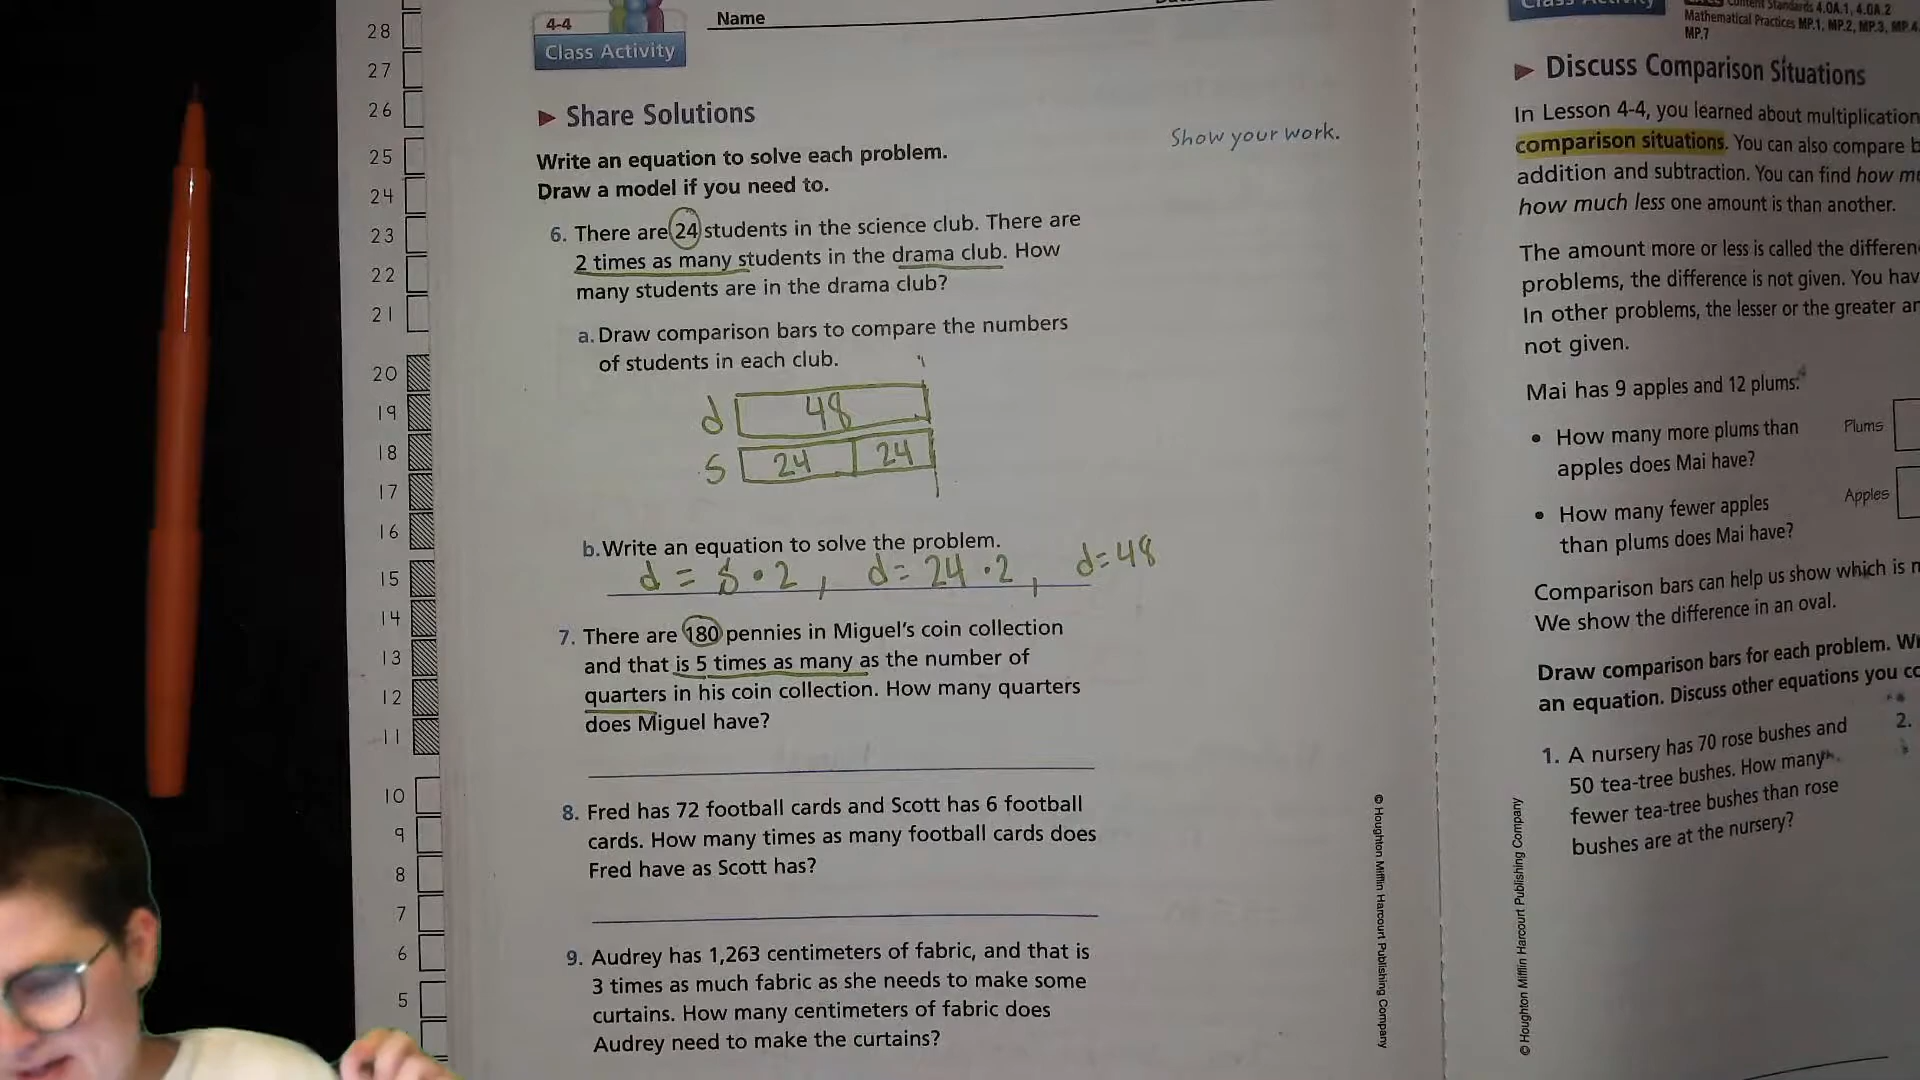 28
27
26
25
24
23
22
21
20
19
18
17
16
15
14
13
12
11
10
9
8
7
6
5
4-4
Class Activity
Name
Share Solutions
Write an equation to solve each problem.
Draw a model if you need to.
Show your work.
6. There are 24 students in the science club. There are
2 times as many students in the drama club. How
many students are in the drama club?
a. Draw comparison bars to compare the numbers
of students in each club.
d 48
s 24 24
b. Write an equation to solve the problem.
d = s • 2 , d = 24 • 2 , d = 48
7. There are 180 pennies in Miguel's coin collection
and that is 5 times as many as the number of
quarters in his coin collection. How many quarters
does Miguel have?
8. Fred has 72 football cards and Scott has 6 football
cards. How many times as many football cards does
Fred have as Scott has?
9. Audrey has 1,263 centimeters of fabric, and that is
3 times as much fabric as she needs to make some
curtains. How many centimeters of fabric does
Audrey need to make the curtains?
© Houghton Mifflin Harcourt Publishing Company
Class Activity
Content Standards 4.OA.1, 4.OA.2
Mathematical Practices MP.1, MP.2, MP.3, MP.4
MP.7
Discuss Comparison Situations
In Lesson 4-4, you learned about multiplication
comparison situations. You can also compare
addition and subtraction. You can find how
how much less one amount is than another.
The amount more or less is called the
problems, the difference is not given. You
In other problems, the lesser or the greater
not given.
Mai has 9 apples and 12 plums.
• How many more plums than
apples does Mai have?
Plums
• How many fewer apples
than plums does Mai have?
Apples
Comparison bars can help us show which is
We show the difference in an oval.
Draw comparison bars for each problem.
an equation. Discuss other equations you
1. A nursery has 70 rose bushes and
50 tea-tree bushes. How many
fewer tea-tree bushes than rose
bushes are at the nursery?
2.
© Houghton Mifflin Harcourt Publishing Company